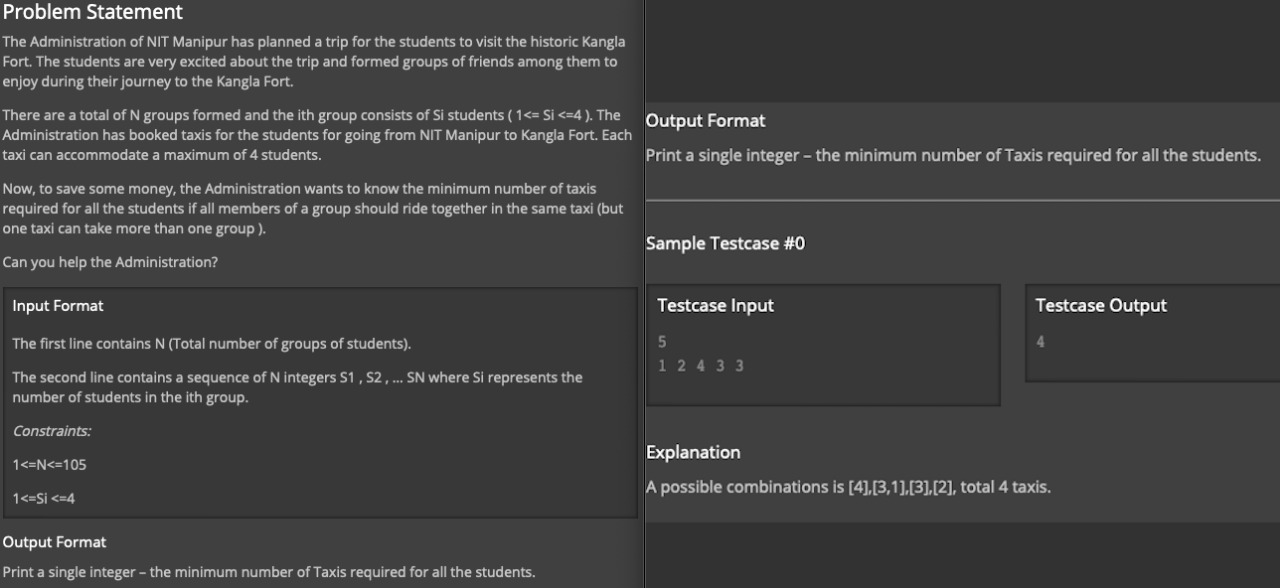 Problem Statement
The Administration of NIT Manipur has planned a trip for the students to visit the historic Kangla
Fort. The students are very excited about the trip and formed groups of friends among them to
enjoy during their journey to the Kangla Fort.
There are a total of N groups formed and the ith group consists of Si students ( 1<= Si <=4 ). The
Administration has booked taxis for the students for going from NIT Manipur to Kangla Fort. Each
taxi can accommodate a maximum of 4 students.
Now, to save some money, the Administration wants to know the minimum number of taxis
required for all the students if all members of a group should ride together in the same taxi (but
one taxi can take more than one group ).
Can you help the Administration?
Input Format
The first line contains N (Total number of groups of students).
The second line contains a sequence of N integers S1 , S2 , ... SN where Si represents the
number of students in the ith group.
Constraints:
1<=N<=105
1<=Si <=4
Output Format
Print a single integer – the minimum number of Taxis required for all the students.
Output Format
Print a single integer – the minimum number of Taxis required for all the students.
Sample Testcase #0
Testcase Input
5
1 2 4 3 3
Testcase Output
4
Explanation
A possible combinations is [4],[3,1],[3],[2], total 4 taxis.